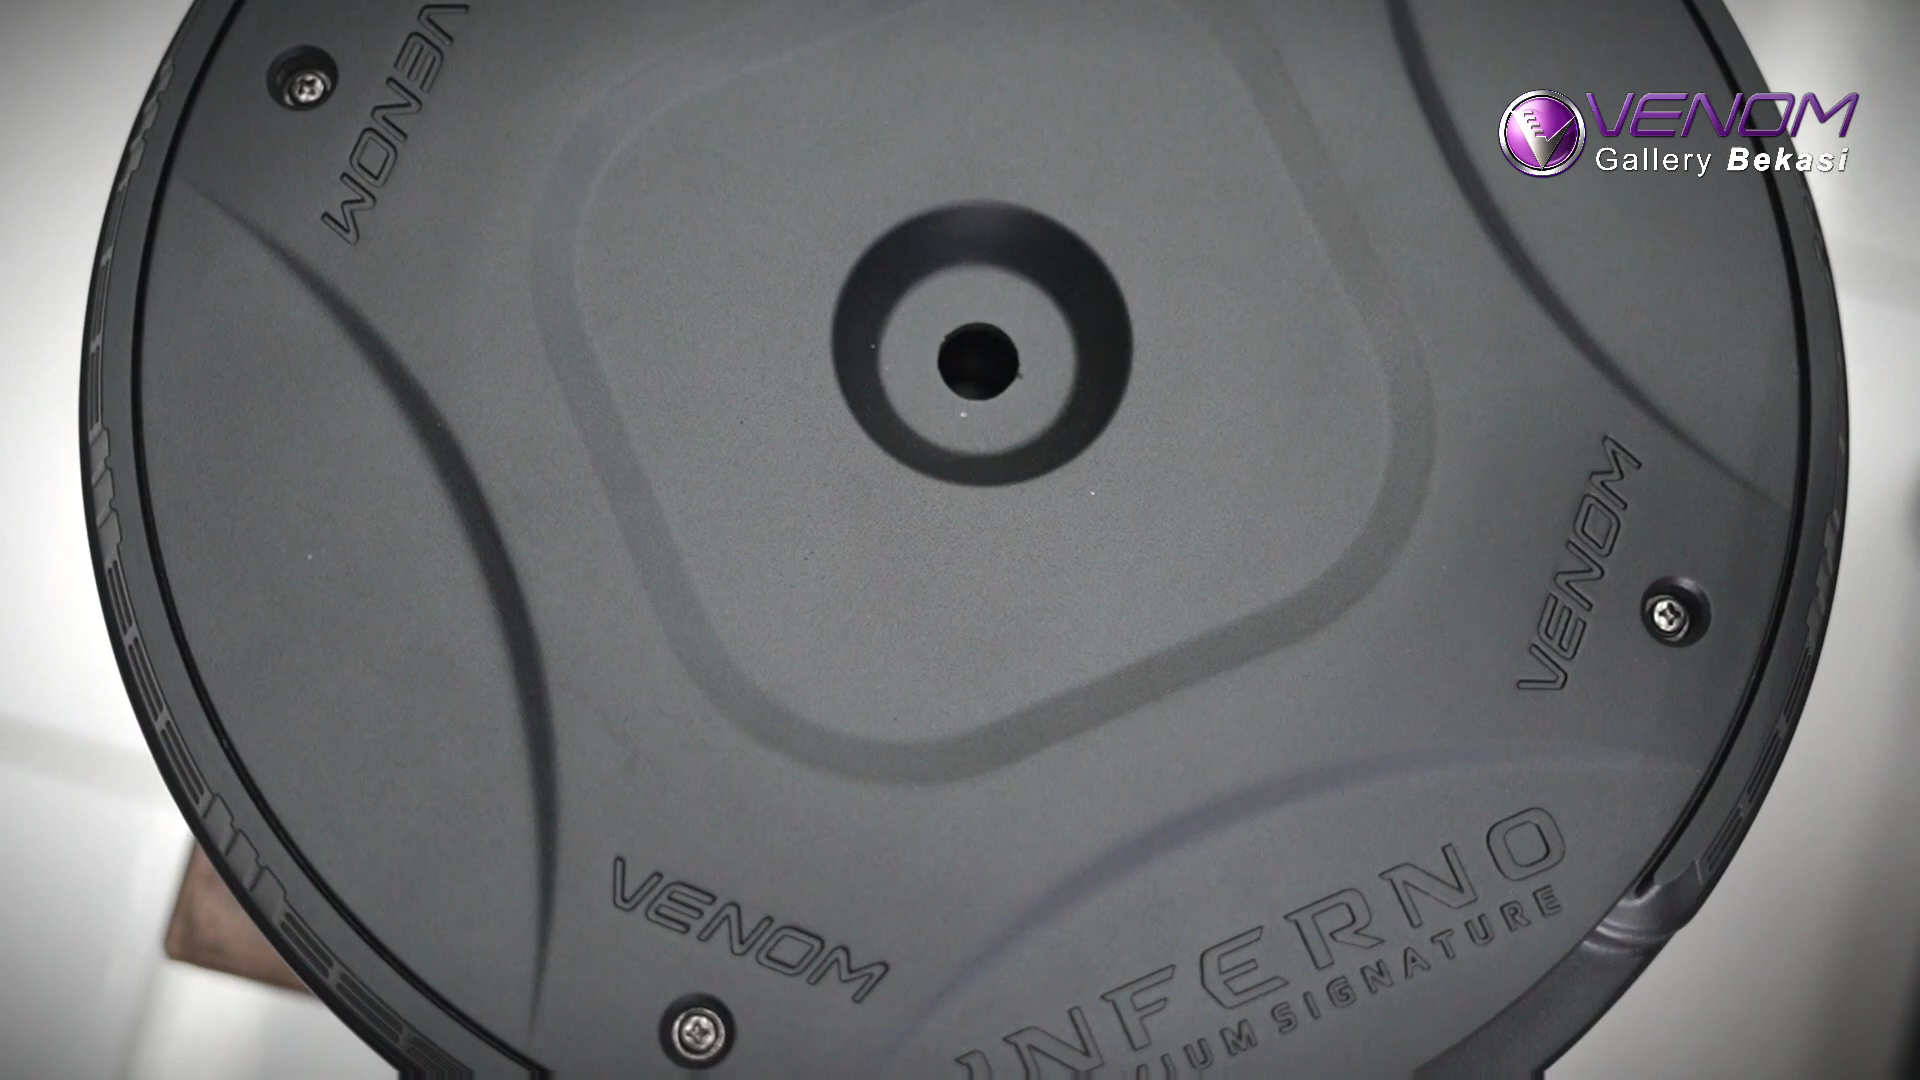 VENOM
VENOM
Gallery Bekasi
VENOM
VENOM
INFERNO
SIGNATURE